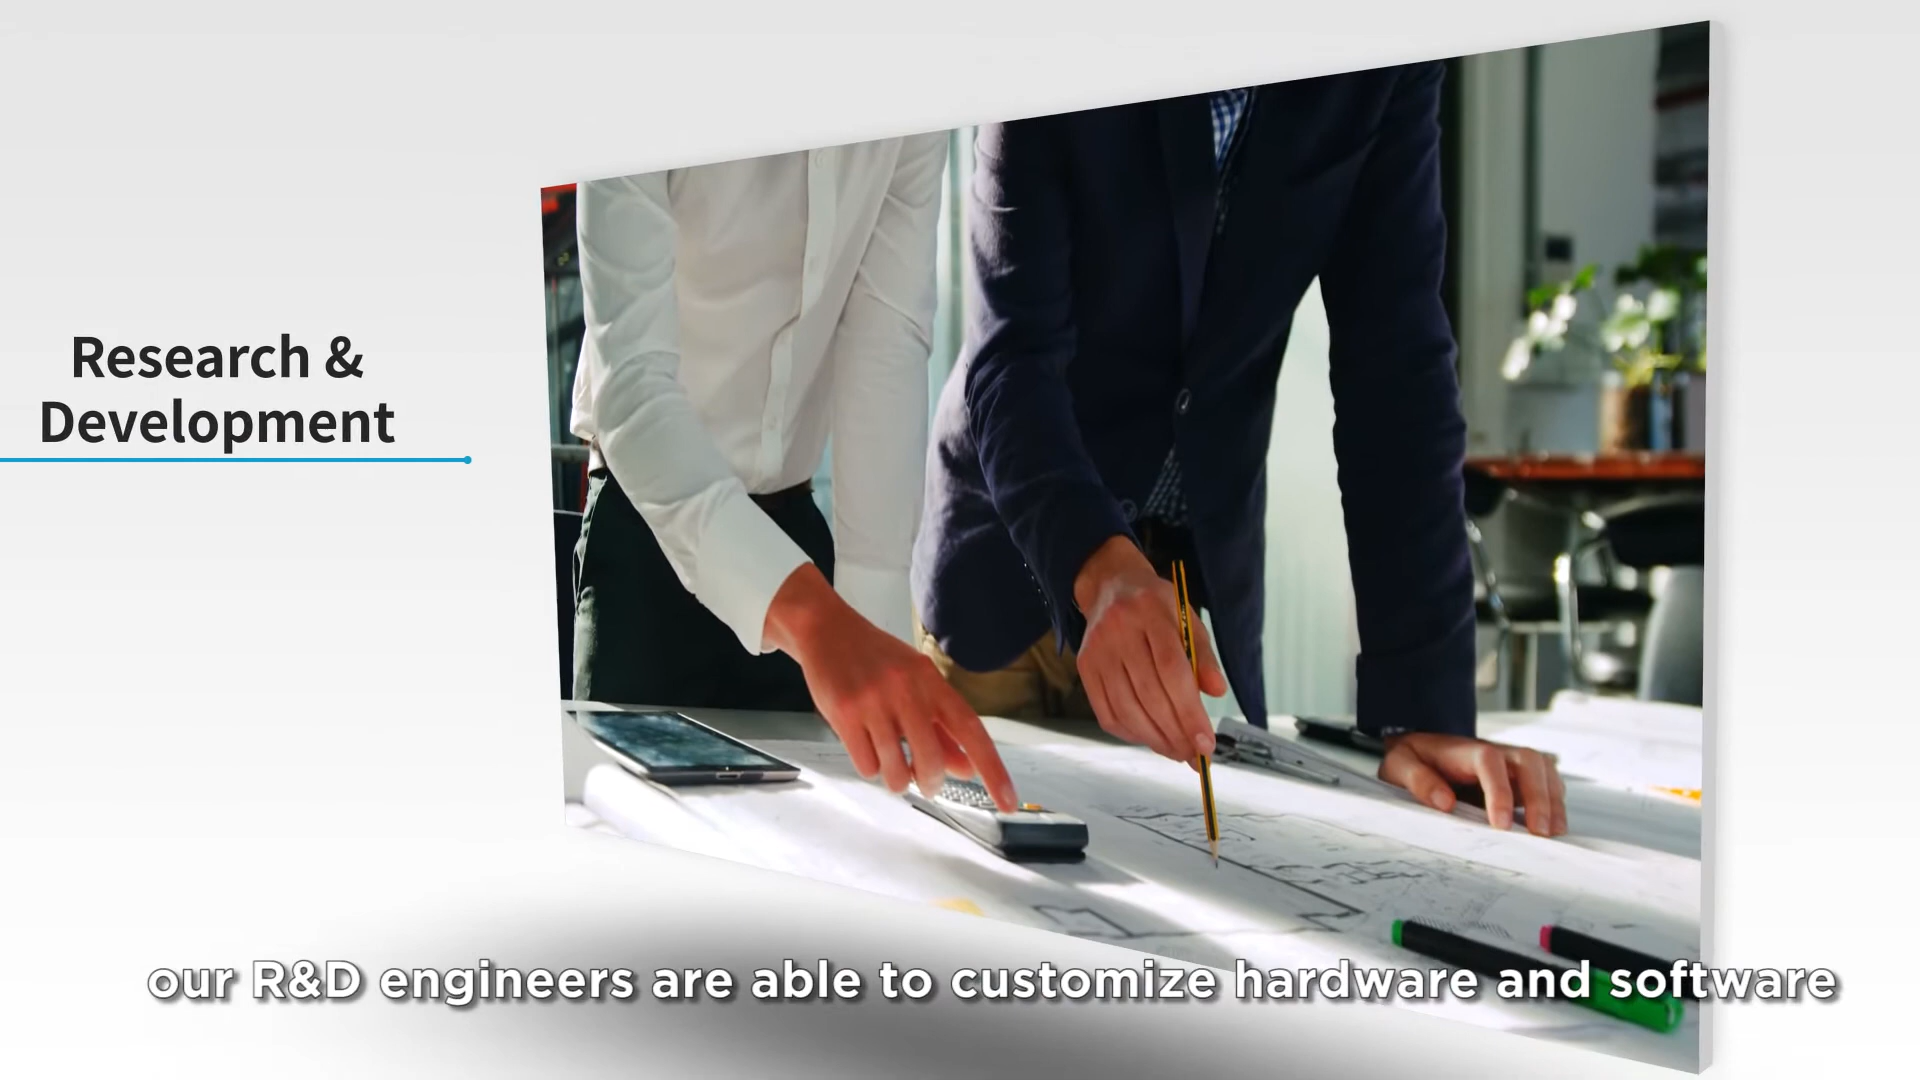 Research &
Development
our R&D engineers are able to customize hardware and software